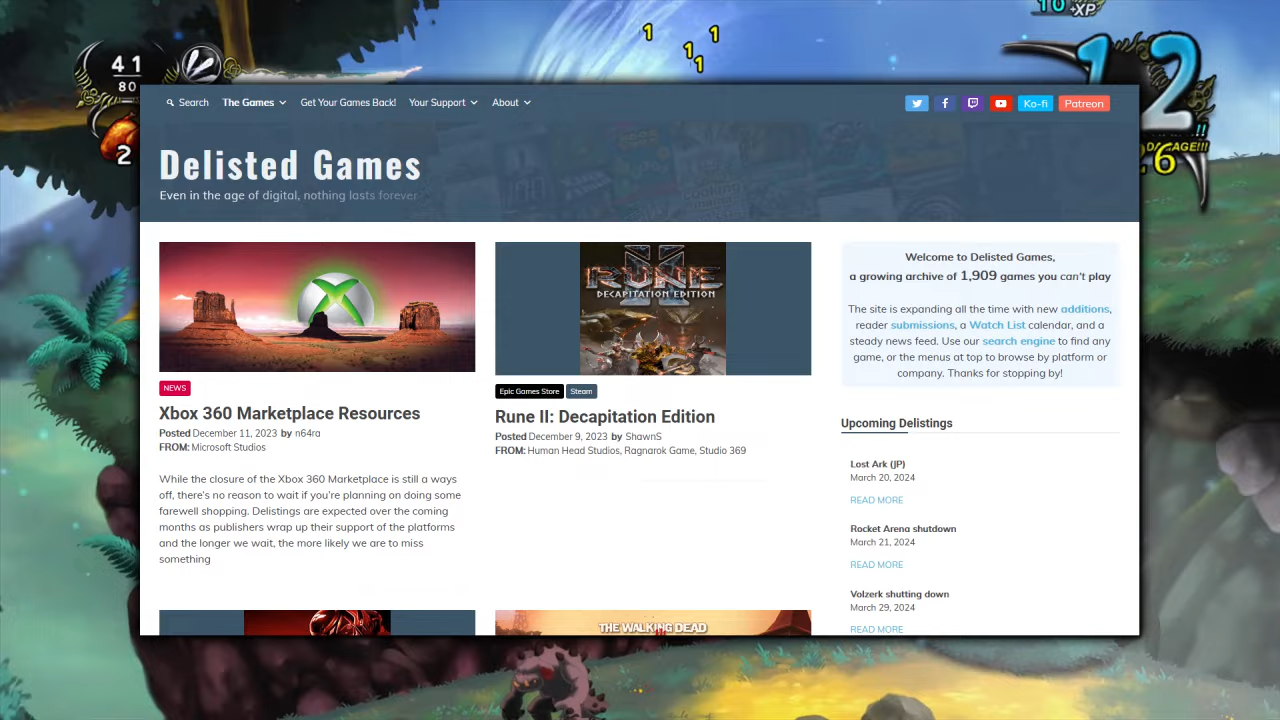 1 1 1 1
10 +XP
41
80
2
12 !!
DAMAGE!!!
26
Search The Games Get Your Games Back! Your Support About
Ko-fi Patreon
Delisted Games
Even in the age of digital, nothing lasts forever
NEWS
Xbox 360 Marketplace Resources
Posted December 11, 2023 by n64ra
FROM: Microsoft Studios
While the closure of the Xbox 360 Marketplace is still a ways
off, there's no reason to wait if you're planning on doing some
farewell shopping. Delistings are expected over the coming
months as publishers wrap up their support of the platforms
and the longer we wait, the more likely we are to miss
something
RUNE II
DECAPITATION EDITION
Epic Games Store Steam
Rune II: Decapitation Edition
Posted December 9, 2023 by ShawnS
FROM: Human Head Studios, Ragnarok Game, Studio 369
THE WALKING DEAD
Welcome to Delisted Games,
a growing archive of 1,909 games you can't play
The site is expanding all the time with new additions,
reader submissions, a Watch List calendar, and a
steady news feed. Use our search engine to find any
game, or the menus at top to browse by platform or
company. Thanks for stopping by!
Upcoming Delistings
Lost Ark (JP)
March 20, 2024
READ MORE
Rocket Arena shutdown
March 21, 2024
READ MORE
Volzerk shutting down
March 29, 2024
READ MORE